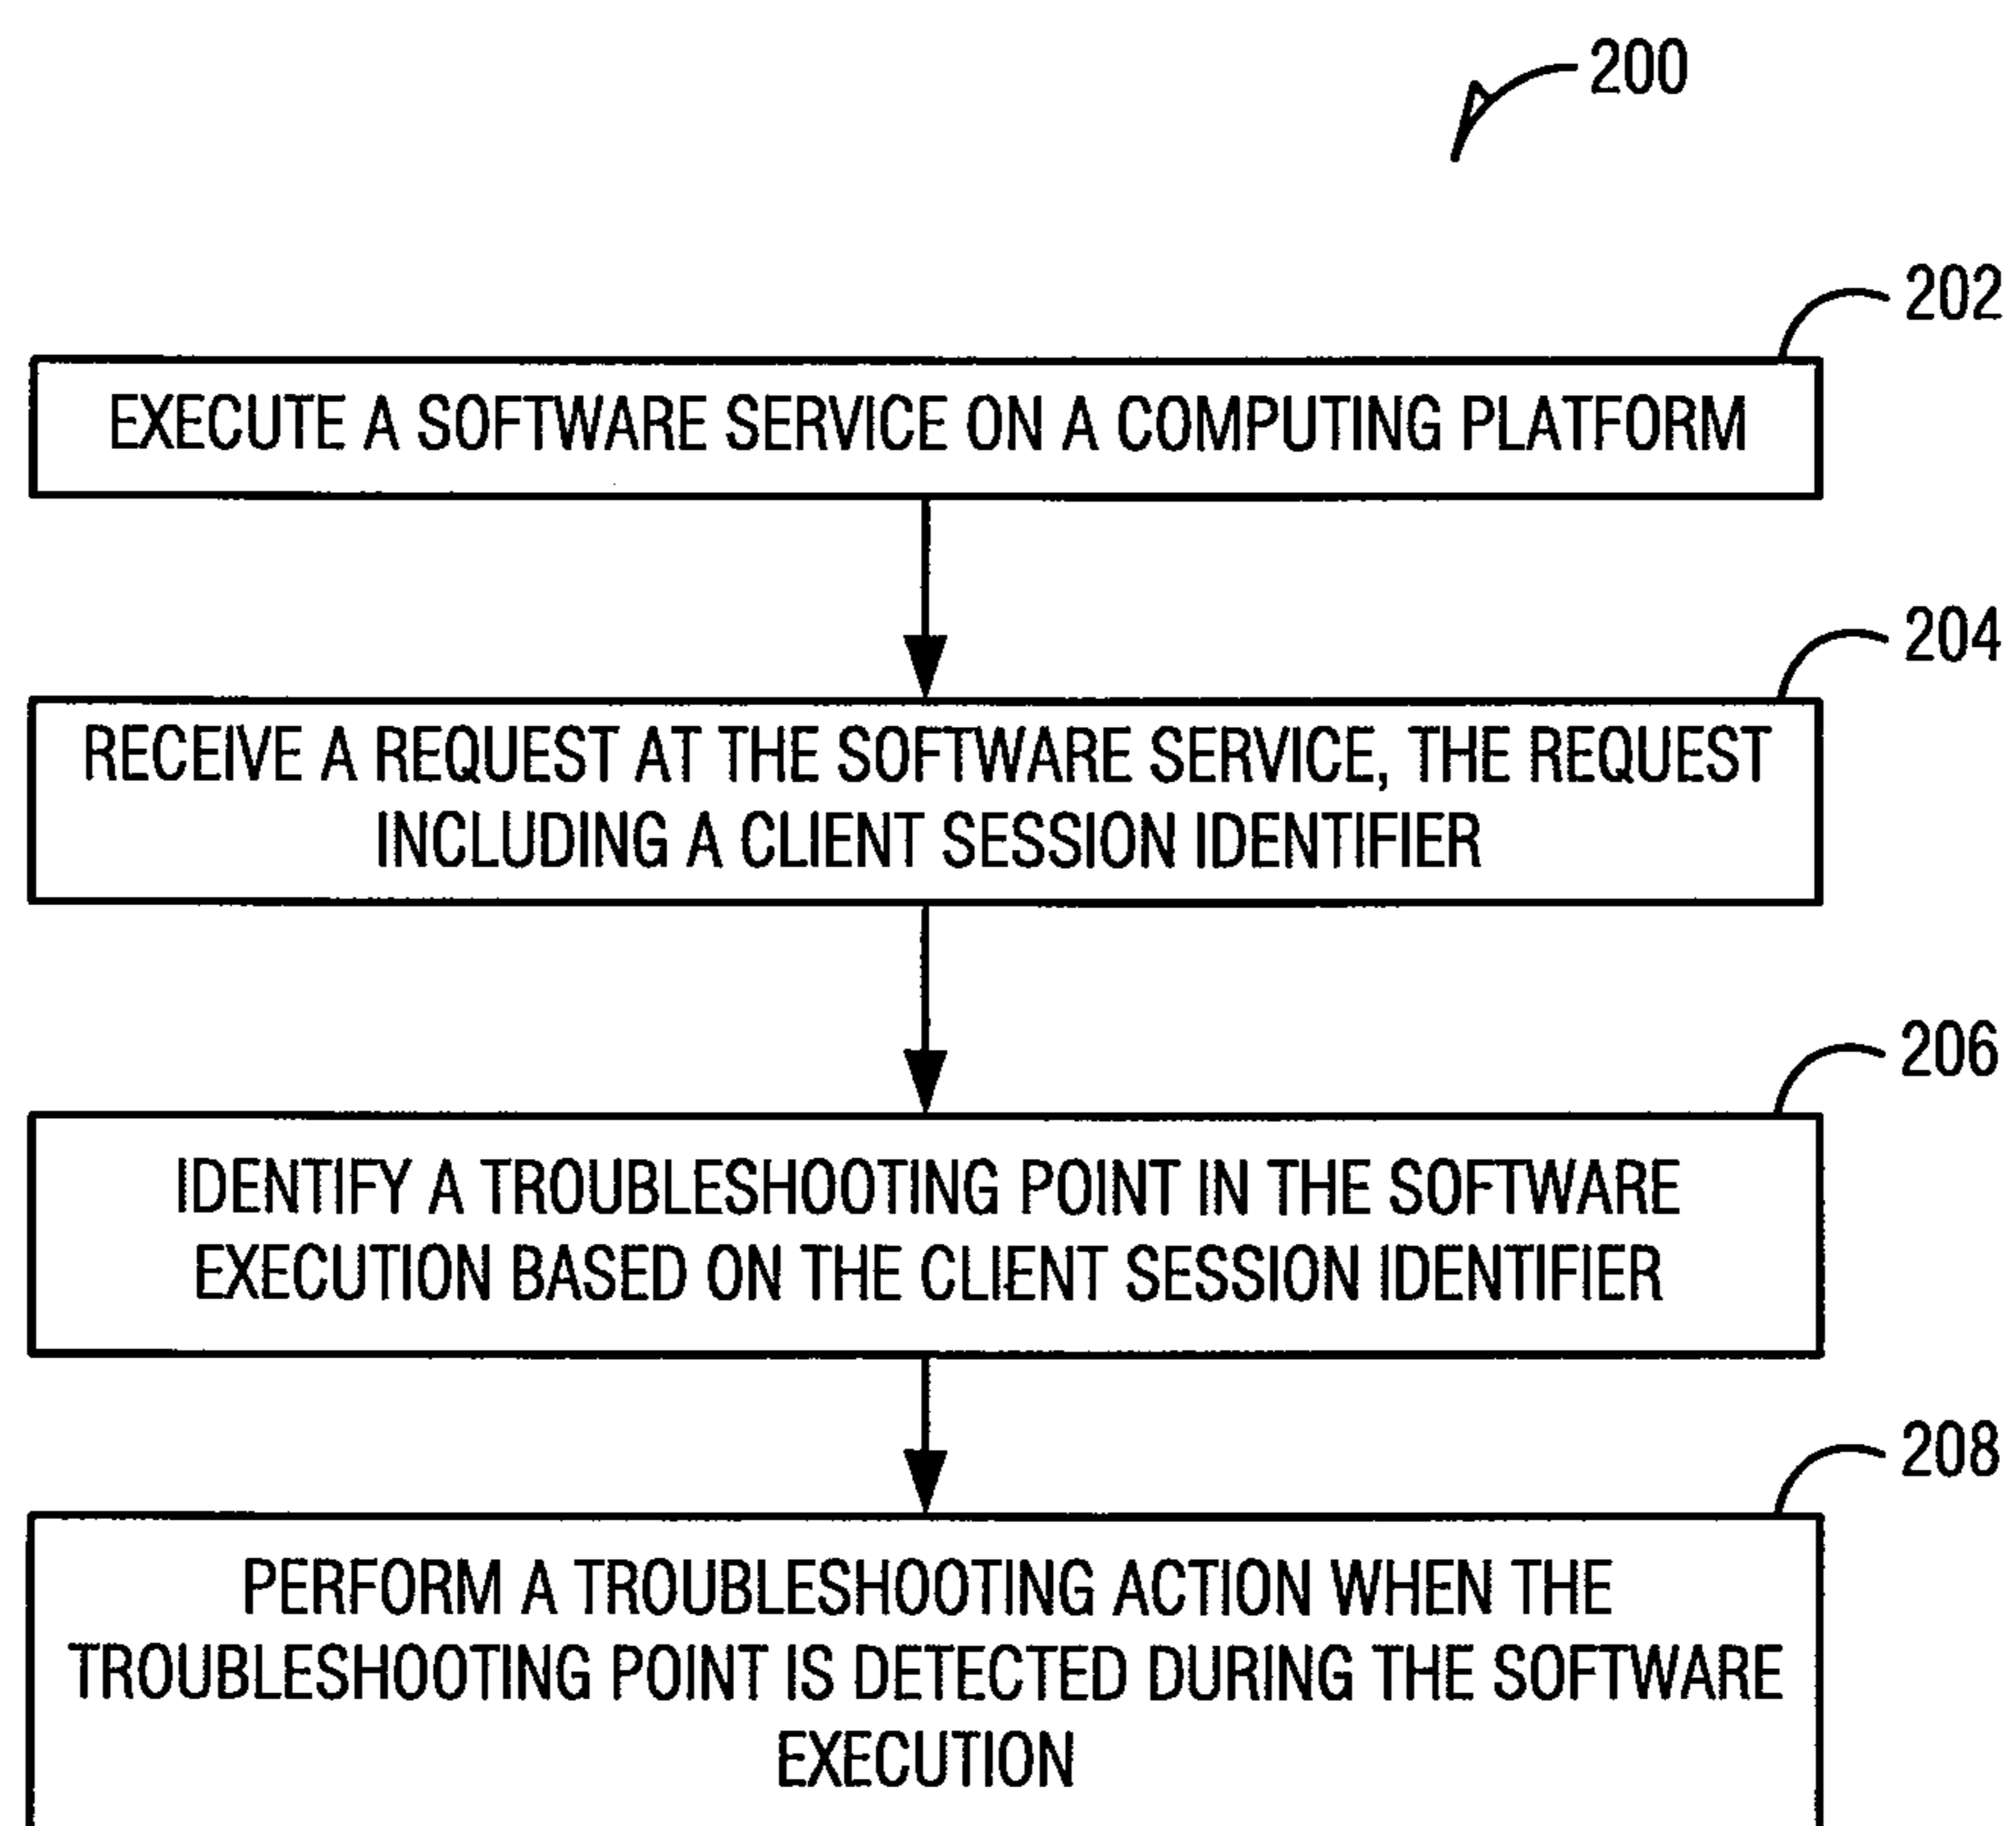 200
202
EXECUTE A SOFTWARE SERVICE ON A COMPUTING PLATFORM
204
RECEIVE A REQUEST AT THE SOFTWARE SERVICE, THE REQUEST
INCLUDING A CLIENT SESSION IDENTIFIER
206
IDENTIFY A TROUBLESHOOTING POINT IN THE SOFTWARE
EXECUTION BASED ON THE CLIENT SESSION IDENTIFIER
208
PERFORM A TROUBLESHOOTING ACTION WHEN THE
TROUBLESHOOTING POINT IS DETECTED DURING THE SOFTWARE
EXECUTION